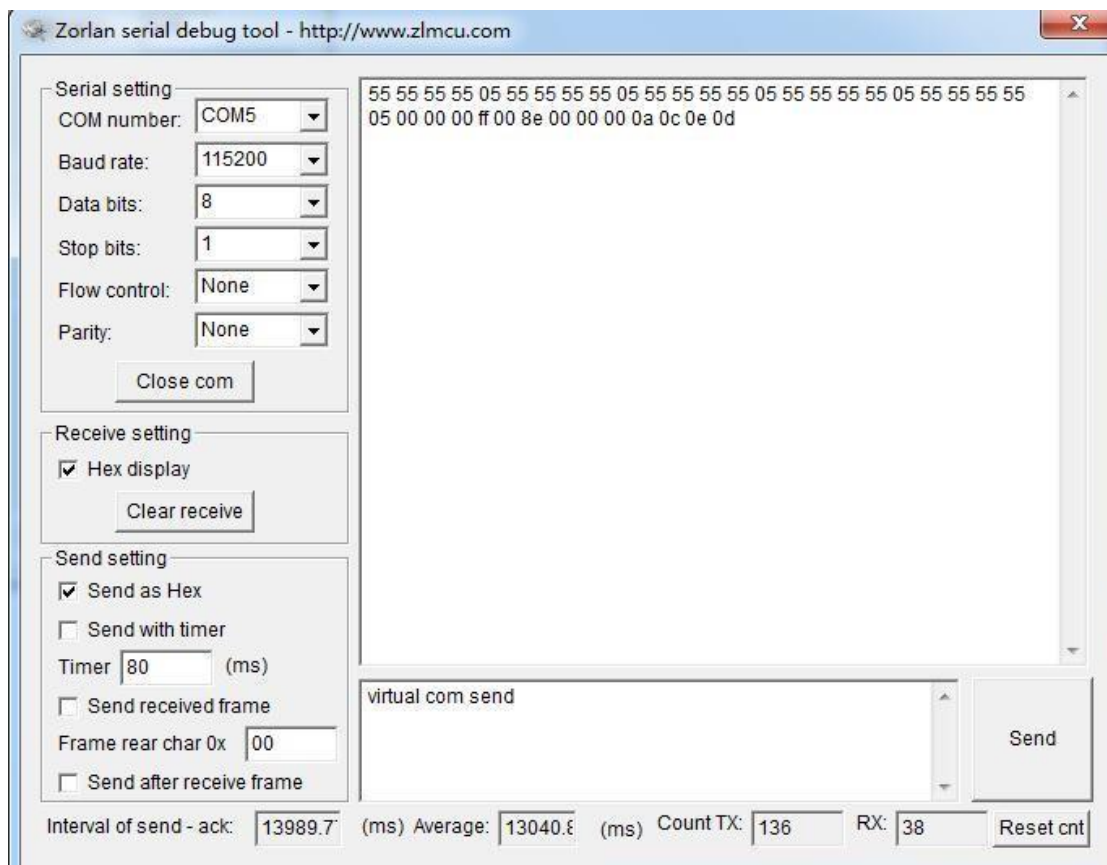 Zorlan serial debug tool - http://www.zlmcu.com
Serial setting
COM number: COM5
Baud rate: 115200
Data bits: 8
Stop bits: 1
Flow control: None
Parity: None
Close com
Receive setting
Hex display
Clear receive
Send setting
Send as Hex
Send with timer
Timer 80 (ms)
Send received frame
Frame rear char 0x 00
Send after receive frame
55 55 55 55 05 55 55 55 55 05 55 55 55 55 05 55 55 55 55 05 55 55 55 55
05 00 00 00 ff 00 8e 00 00 00 0a 0c 0e 0d
virtual com send
Send
Interval of send - ack: 13989.7 (ms) Average: 13040.8 (ms) Count TX: 136 RX: 38 Reset cnt